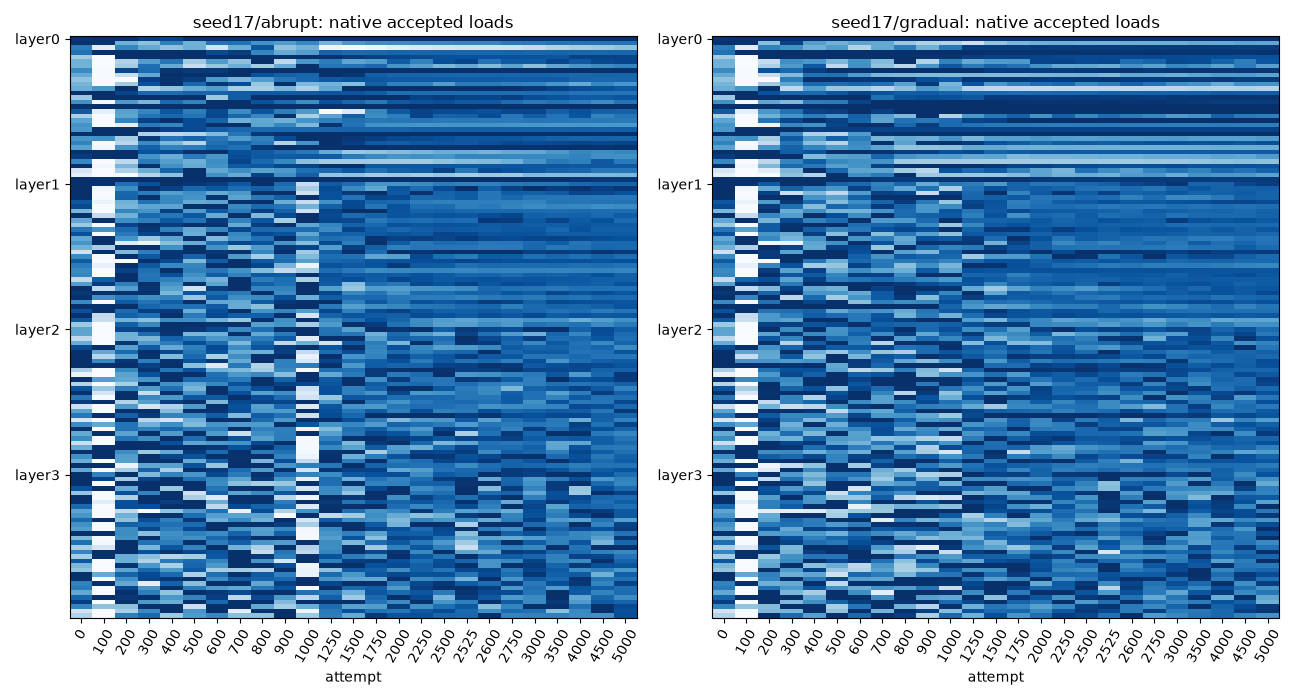 seed17/abrupt: native accepted loads
layer0
layer1
layer2
layer3
0 100 200 300 400 500 600 700 800 900 1000 1250 1500 1750 2000 2250 2500 2525 2600 2750 3000 3500 4000 4500 5000
attempt
seed17/gradual: native accepted loads
layer0
layer1
layer2
layer3
0 100 200 300 400 500 600 700 800 900 1000 1250 1500 1750 2000 2250 2500 2525 2600 2750 3000 3500 4000 4500 5000
attempt